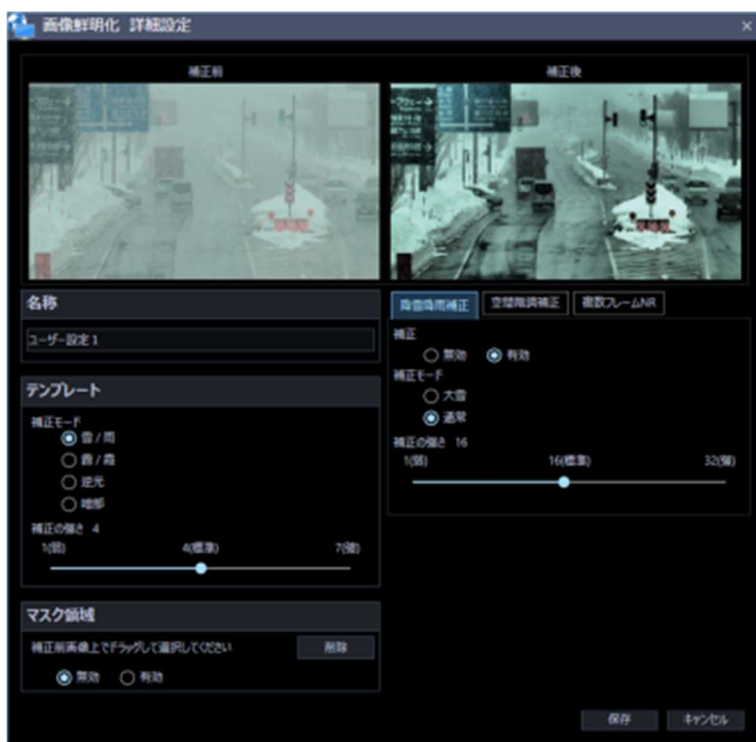 画像鮮明化 詳細設定
補正前
補正後
名称
ユーザー設定1
テンプレート
補正モード
雪 / 雨
霧 / 霞
逆光
暗部
補正の強さ 4
1(弱) 4(標準) 7(強)
マスク領域
補正前画像上でドラッグして選択してください
削除
無効 有効
降雪降雨補正 空間階調補正 複数フレームNR
補正
無効 有効
補正モード
大雪
通常
補正の強さ 16
1(弱) 16(標準) 32(強)
保存 キャンセル